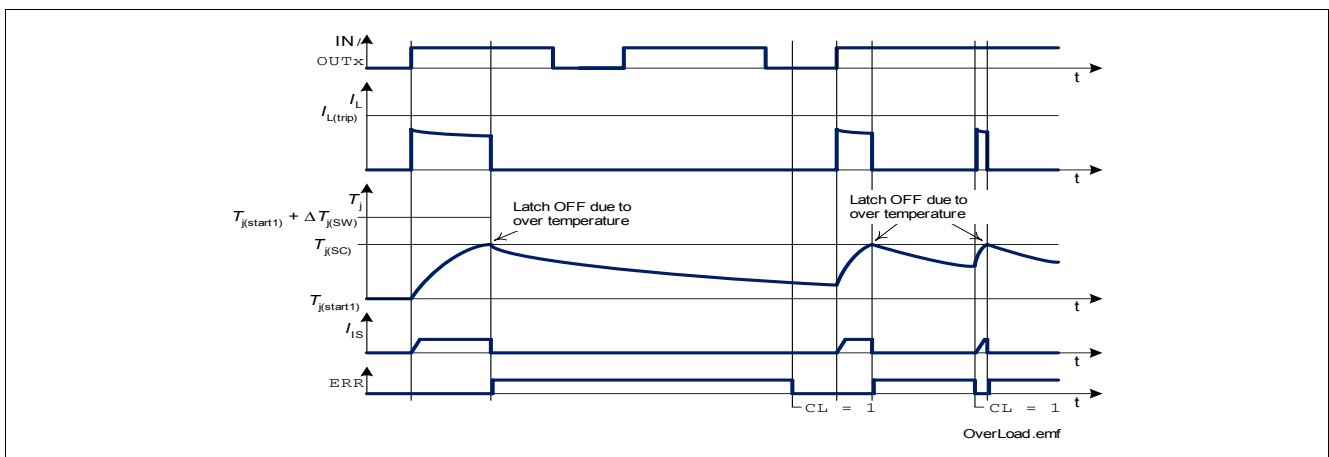 IN /
OUTx
t
I_L
I_L(trip)
t
T_j
T_j(start1) + Δ T_j(SW)
Latch OFF due to
over temperature
Latch OFF due to
over temperature
T_j(SC)
T_j(start1)
t
I_IS
t
ERR
t
CL = 1
CL = 1
OverLoad.emf